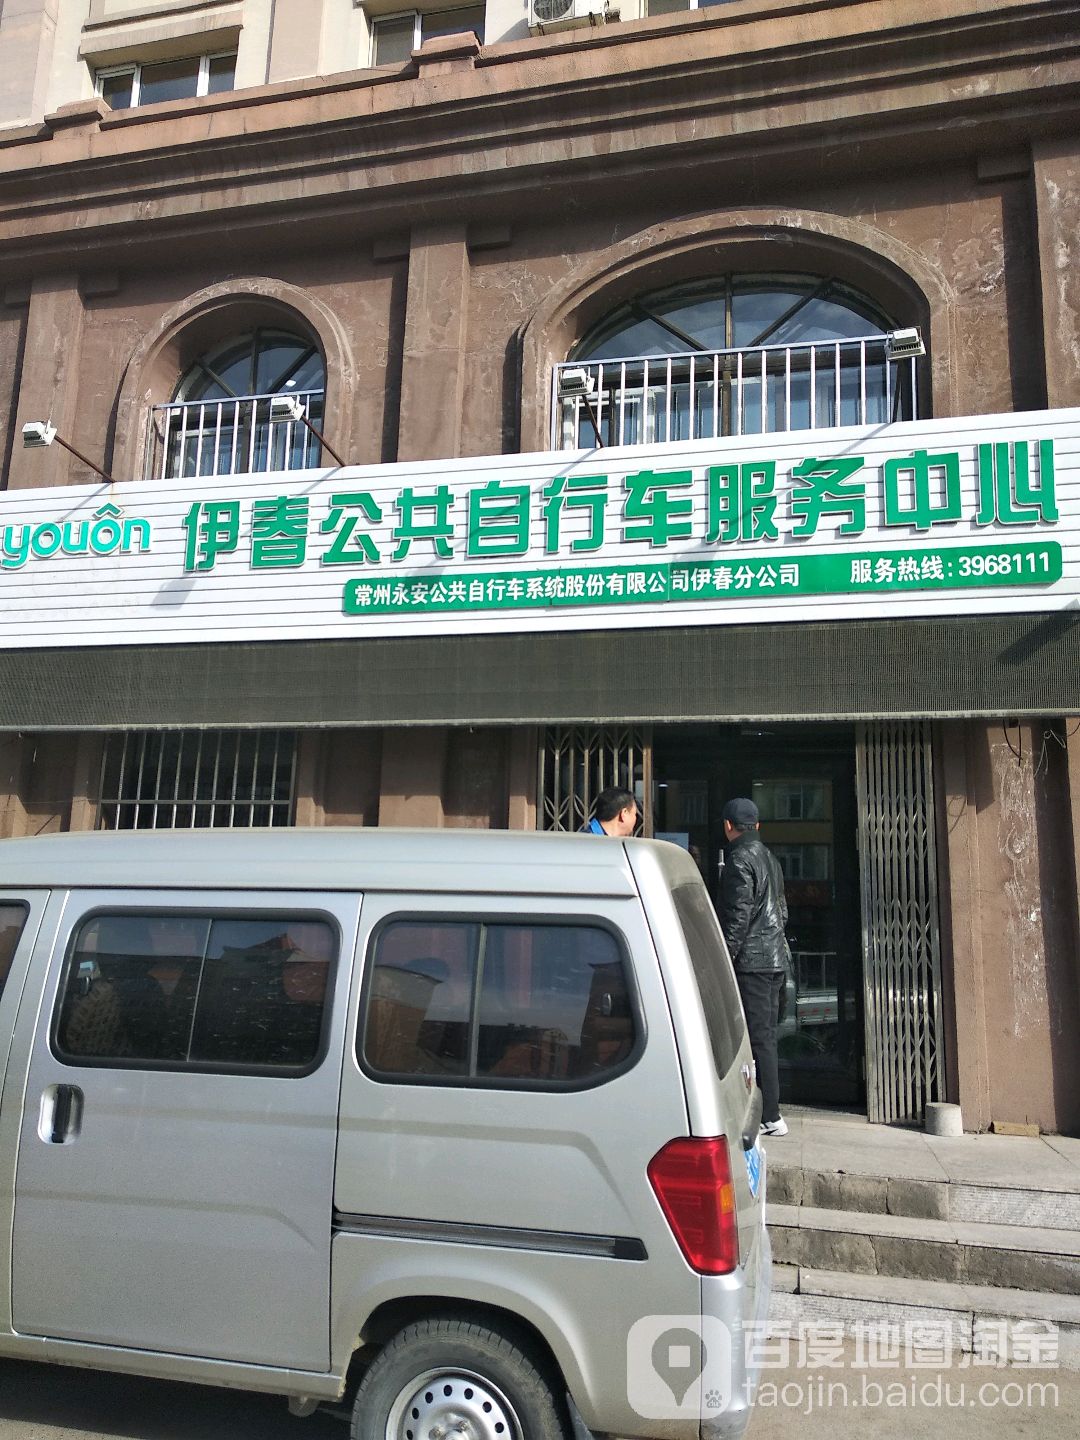 youôn 伊春公共自行车服务中心
常州永安公共自行车系统股份有限公司伊春分公司 服务热线:3968111
百度地图淘金
taojin.baidu.com